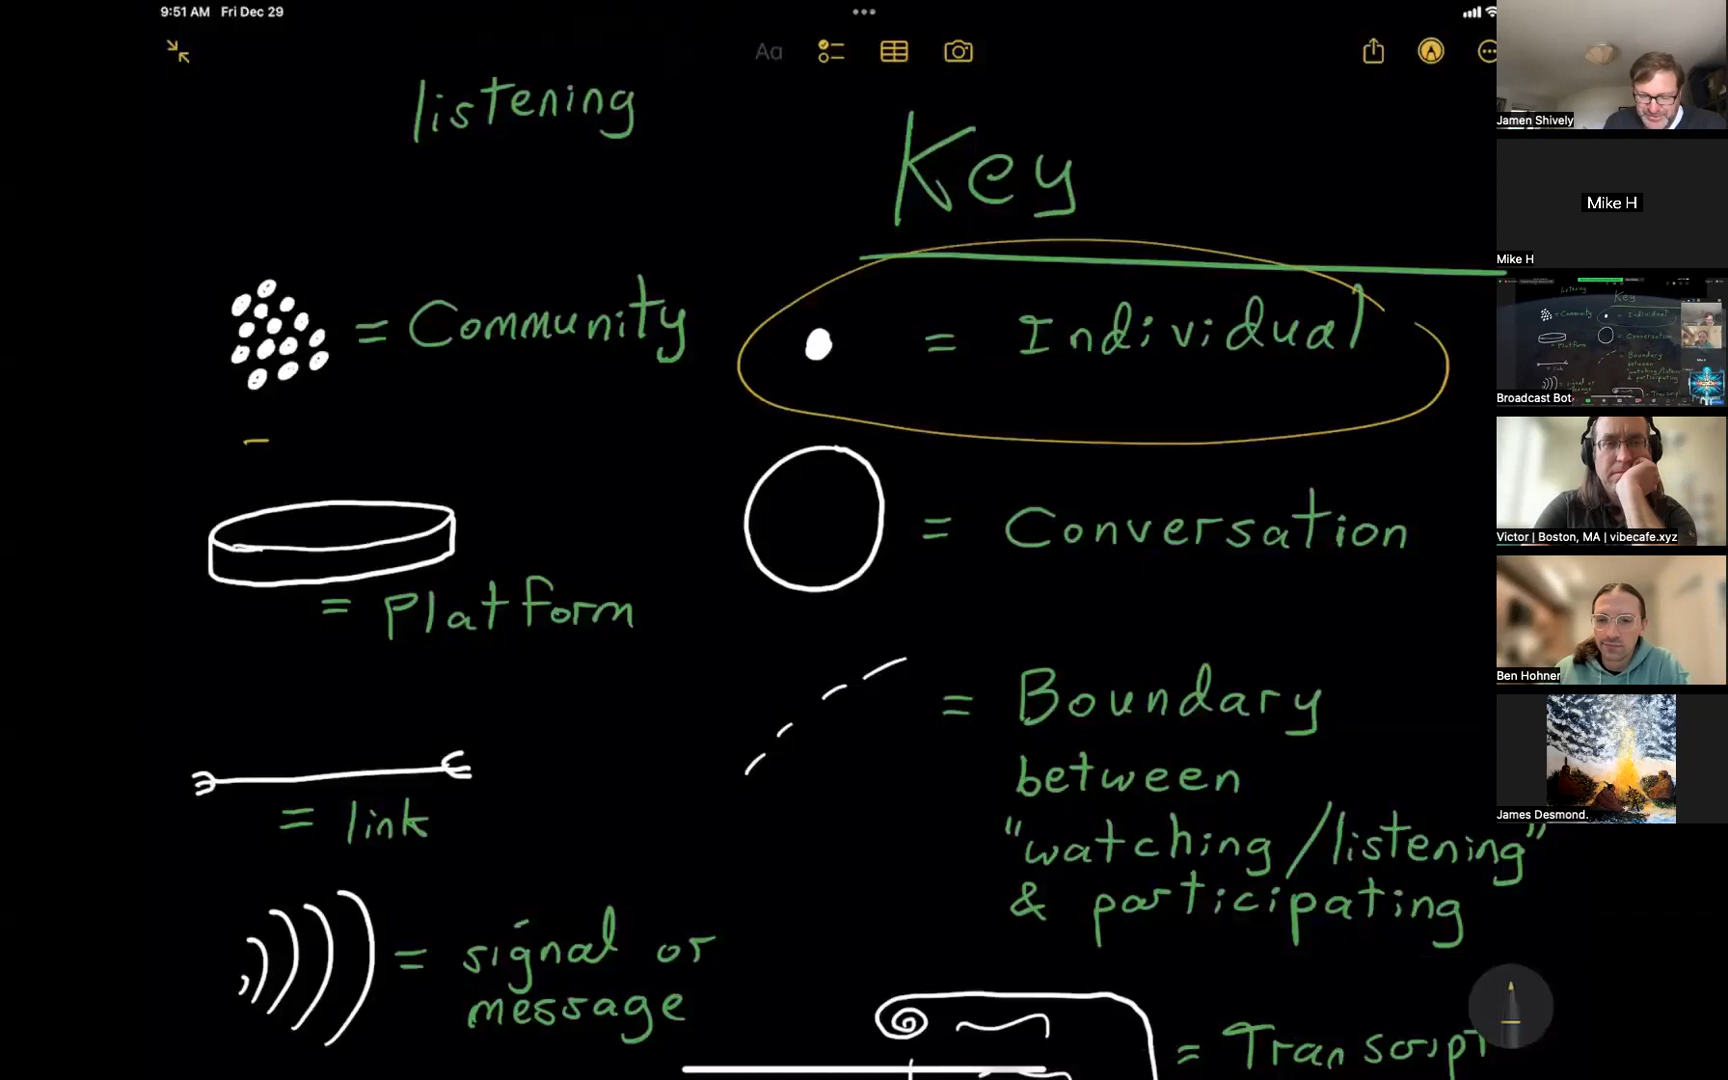 9:51 AM Fri Dec 29
Aa
listening
Key
= Community
= Individual
= Platform
= Conversation
= link
= Boundary
between
"watching/listening"
& participating
= signal or
message
= Transcript
Jamen Shively
Mike H
Mike H
Broadcast Bot
Victor | Boston, MA | vibecafe.xyz
Ben Hohner
James Desmond.